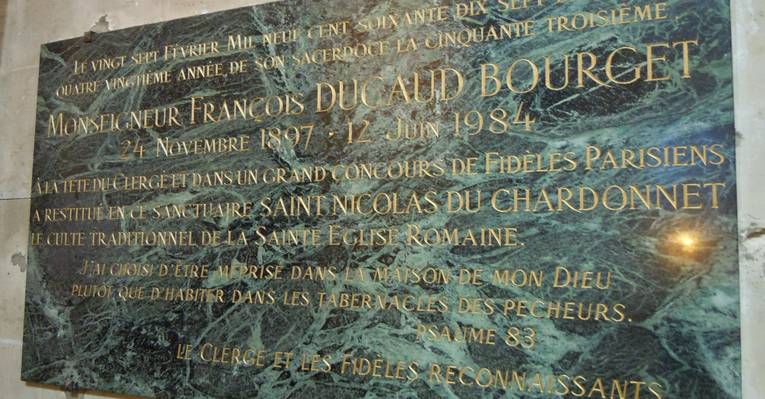 LE VINGT SEPT FÉVRIER MIL NEUF CENT SOIXANTE DIX SEPT
QUATRE VINGTIÈME ANNÉE DE SON SACERDOCE LA CINQUANTE TROISIÈME.
MONSEIGNEUR FRANÇOIS DUCAUD BOURGET
24 NOVEMBRE 1897 · 12 JUIN 1984
À LA TÊTE DU CLERGÉ ET DANS UN GRAND CONCOURS DE FIDÈLES PARISIENS
A RESTITUÉ EN CE SANCTUAIRE SAINT NICOLAS DU CHARDONNET
LE CULTE TRADITIONNEL DE LA SAINTE EGLISE ROMAINE.
J'AI CHOISI D'ÊTRE MÉPRISÉ DANS LA MAISON DE MON DIEU
PLUTÔT QUE D'HABITER DANS LES TABERNACLES DES PÉCHEURS.
PSAUME 83
LE CLERGÉ ET LES FIDÈLES RECONNAISSANTS